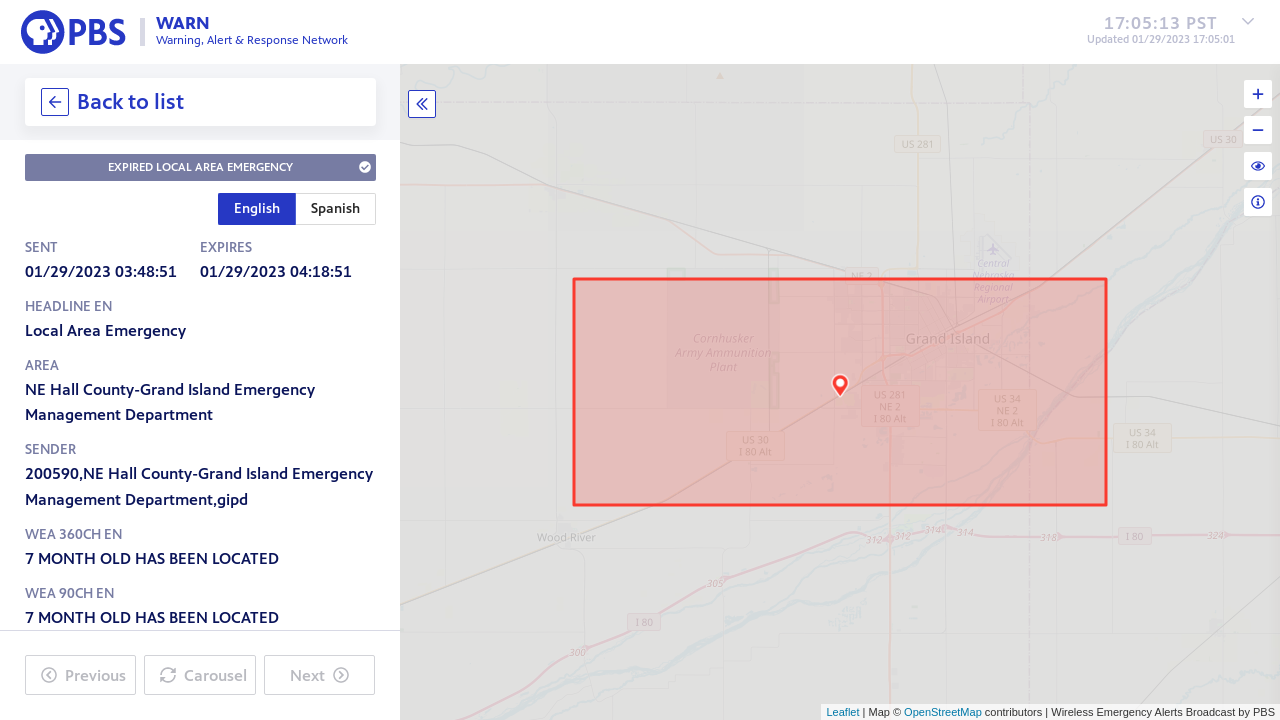 PBS
WARN
Warning, Alert & Response Network
17:05:13 PST
Updated 01/29/2023 17:05:01
Back to list
EXPIRED LOCAL AREA EMERGENCY
English
Spanish
SENT
EXPIRES
01/29/2023 03:48:51
01/29/2023 04:18:51
HEADLINE EN
Local Area Emergency
AREA
NE Hall County-Grand Island Emergency
Management Department
SENDER
200590,NE Hall County-Grand Island Emergency
Management Department,gipd
WEA 360CH EN
7 MONTH OLD HAS BEEN LOCATED
WEA 90CH EN
7 MONTH OLD HAS BEEN LOCATED
Previous
Carousel
Next
US 281
US 30
NE 2
Central
Nebraska
Regional
Airport
Cornhusker
Army Ammunition
Plant
Grand Island
US 281
NE 2
I 80 Alt
US 34
NE 2
I 80 Alt
US 30
I 80 Alt
US 34
I 80 Alt
Wood River
312
312
314
314
318
I 80
324
305
I 80
300
Leaflet | Map © OpenStreetMap contributors | Wireless Emergency Alerts Broadcast by PBS